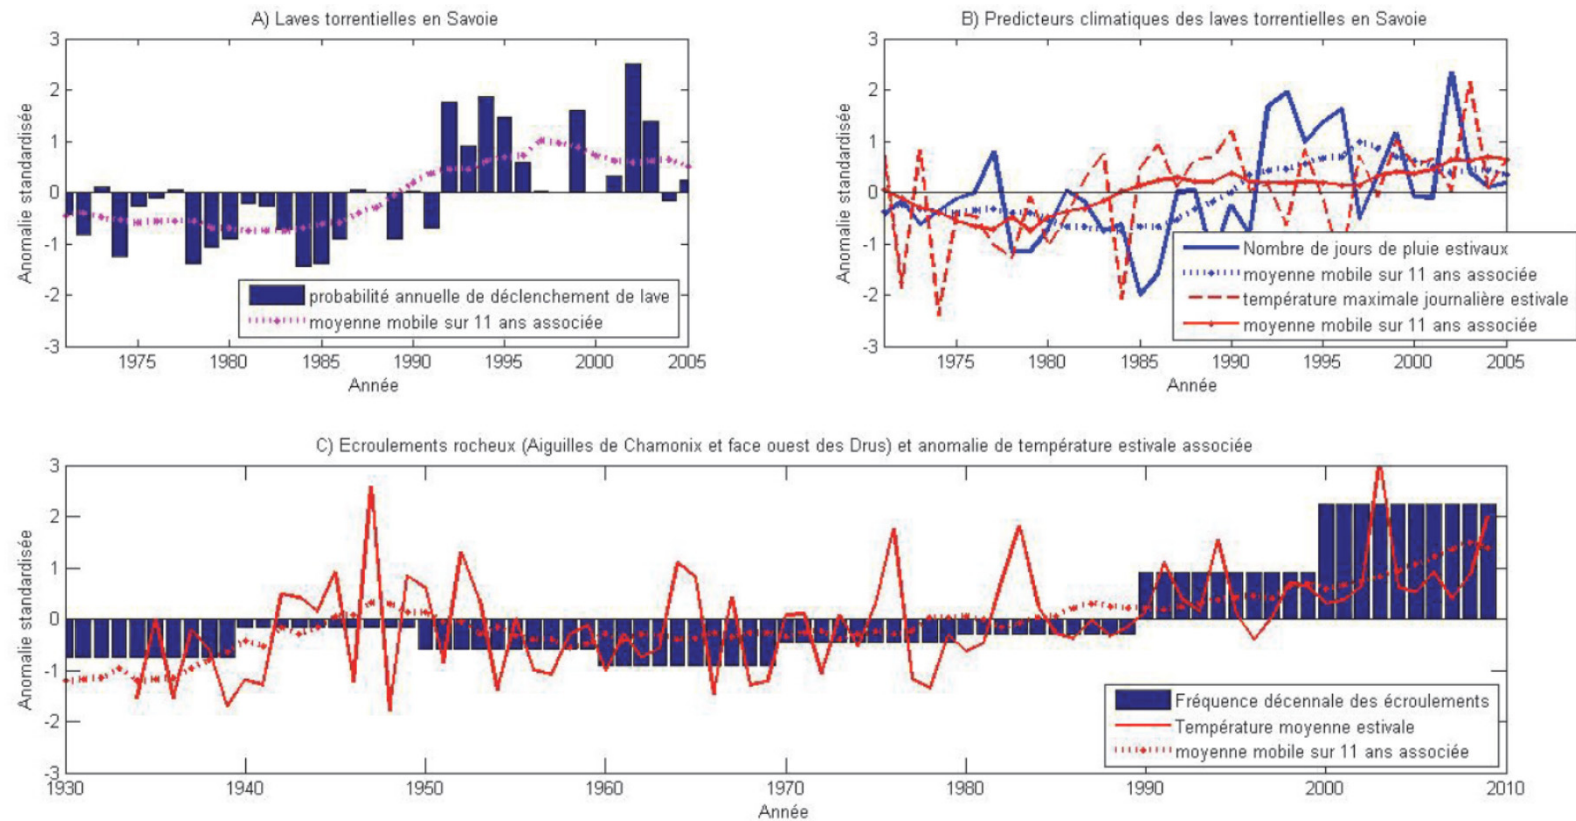 A) Laves torrentielles en Savoie
Anomalie standardisée
3
2
1
0
-1
-2
-3
probabilité annuelle de déclenchement de lave
moyenne mobile sur 11 ans associée
1975 1980 1985 1990 1995 2000 2005
Année
B) Predicteurs climatiques des laves torrentielles en Savoie
Anomalie standardisée
3
2
1
0
-1
-2
-3
Nombre de jours de pluie estivaux
moyenne mobile sur 11 ans associée
température maximale journalière estivale
moyenne mobile sur 11 ans associée
1975 1980 1985 1990 1995 2000 2005
Année
C) Ecroulements rocheux (Aiguilles de Chamonix et face ouest des Drus) et anomalie de température estivale associée
Anomalie standardisée
3
2
1
0
-1
-2
-3
Fréquence décennale des écroulements
Température moyenne estivale
moyenne mobile sur 11 ans associée
1930 1940 1950 1960 1970 1980 1990 2000 2010
Année